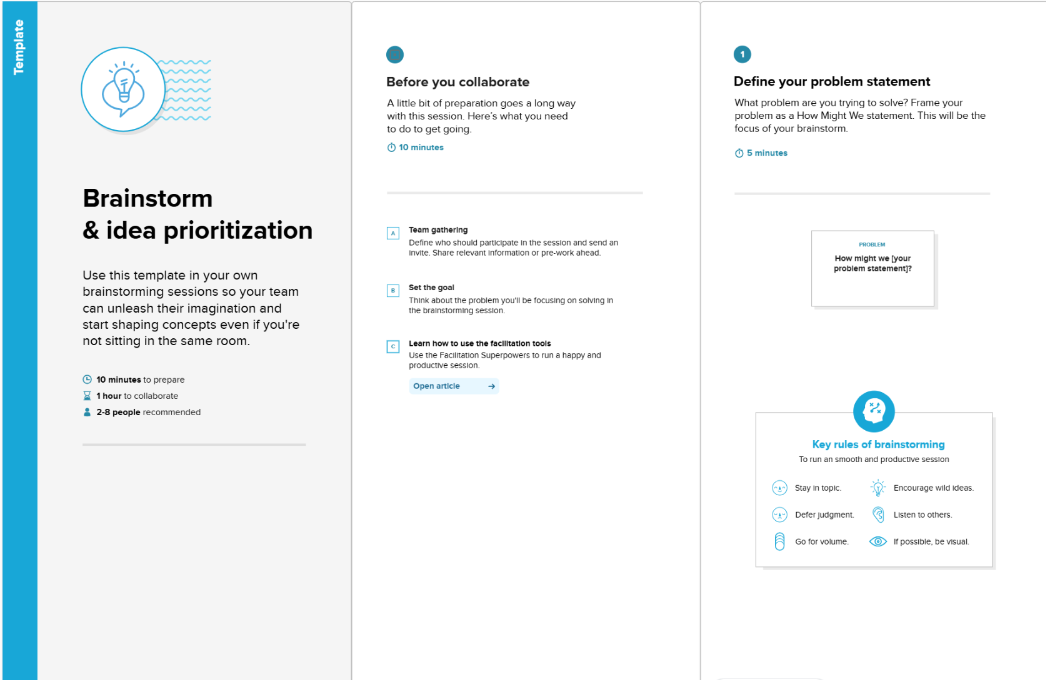 Template
Brainstorm
& idea prioritization
Use this template in your own
brainstorming sessions so your team
can unleash their imagination and
start shaping concepts even if you're
not sitting in the same room.
10 minutes to prepare
1 hour to collaborate
2-8 people recommended
Before you collaborate
A little bit of preparation goes a long way
with this session. Here's what you need
to do to get going.
10 minutes
A
Team gathering
Define who should participate in the session and send an
invite. Share relevant information or pre-work ahead.
B
Set the goal
Think about the problem you'll be focusing on solving in
the brainstorming session.
C
Learn how to use the facilitation tools
Use the Facilitation Superpowers to run a happy and
productive session.
Open article
1
Define your problem statement
What problem are you trying to solve? Frame your
problem as a How Might We statement. This will be the
focus of your brainstorm.
5 minutes
PROBLEM
How might we [your
problem statement]?
Key rules of brainstorming
To run an smooth and productive session
Stay in topic.
Encourage wild ideas.
Defer judgment.
Listen to others.
Go for volume.
If possible, be visual.